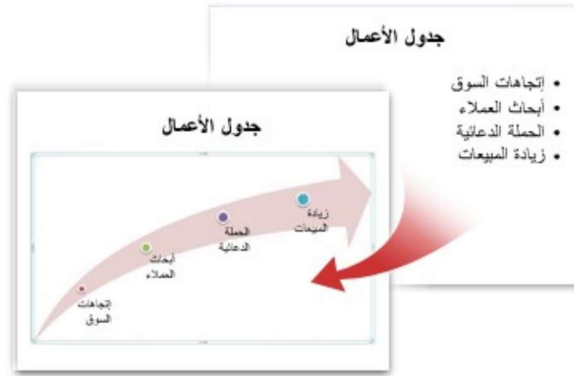 جدول الأعمال
• إتجاهات السوق
• أبحاث العملاء
• الحملة الدعائية
• زيادة المبيعات
جدول الأعمال
زيادة
المبيعات
الحملة
الدعائية
أبحاث
العملاء
إتجاهات
السوق